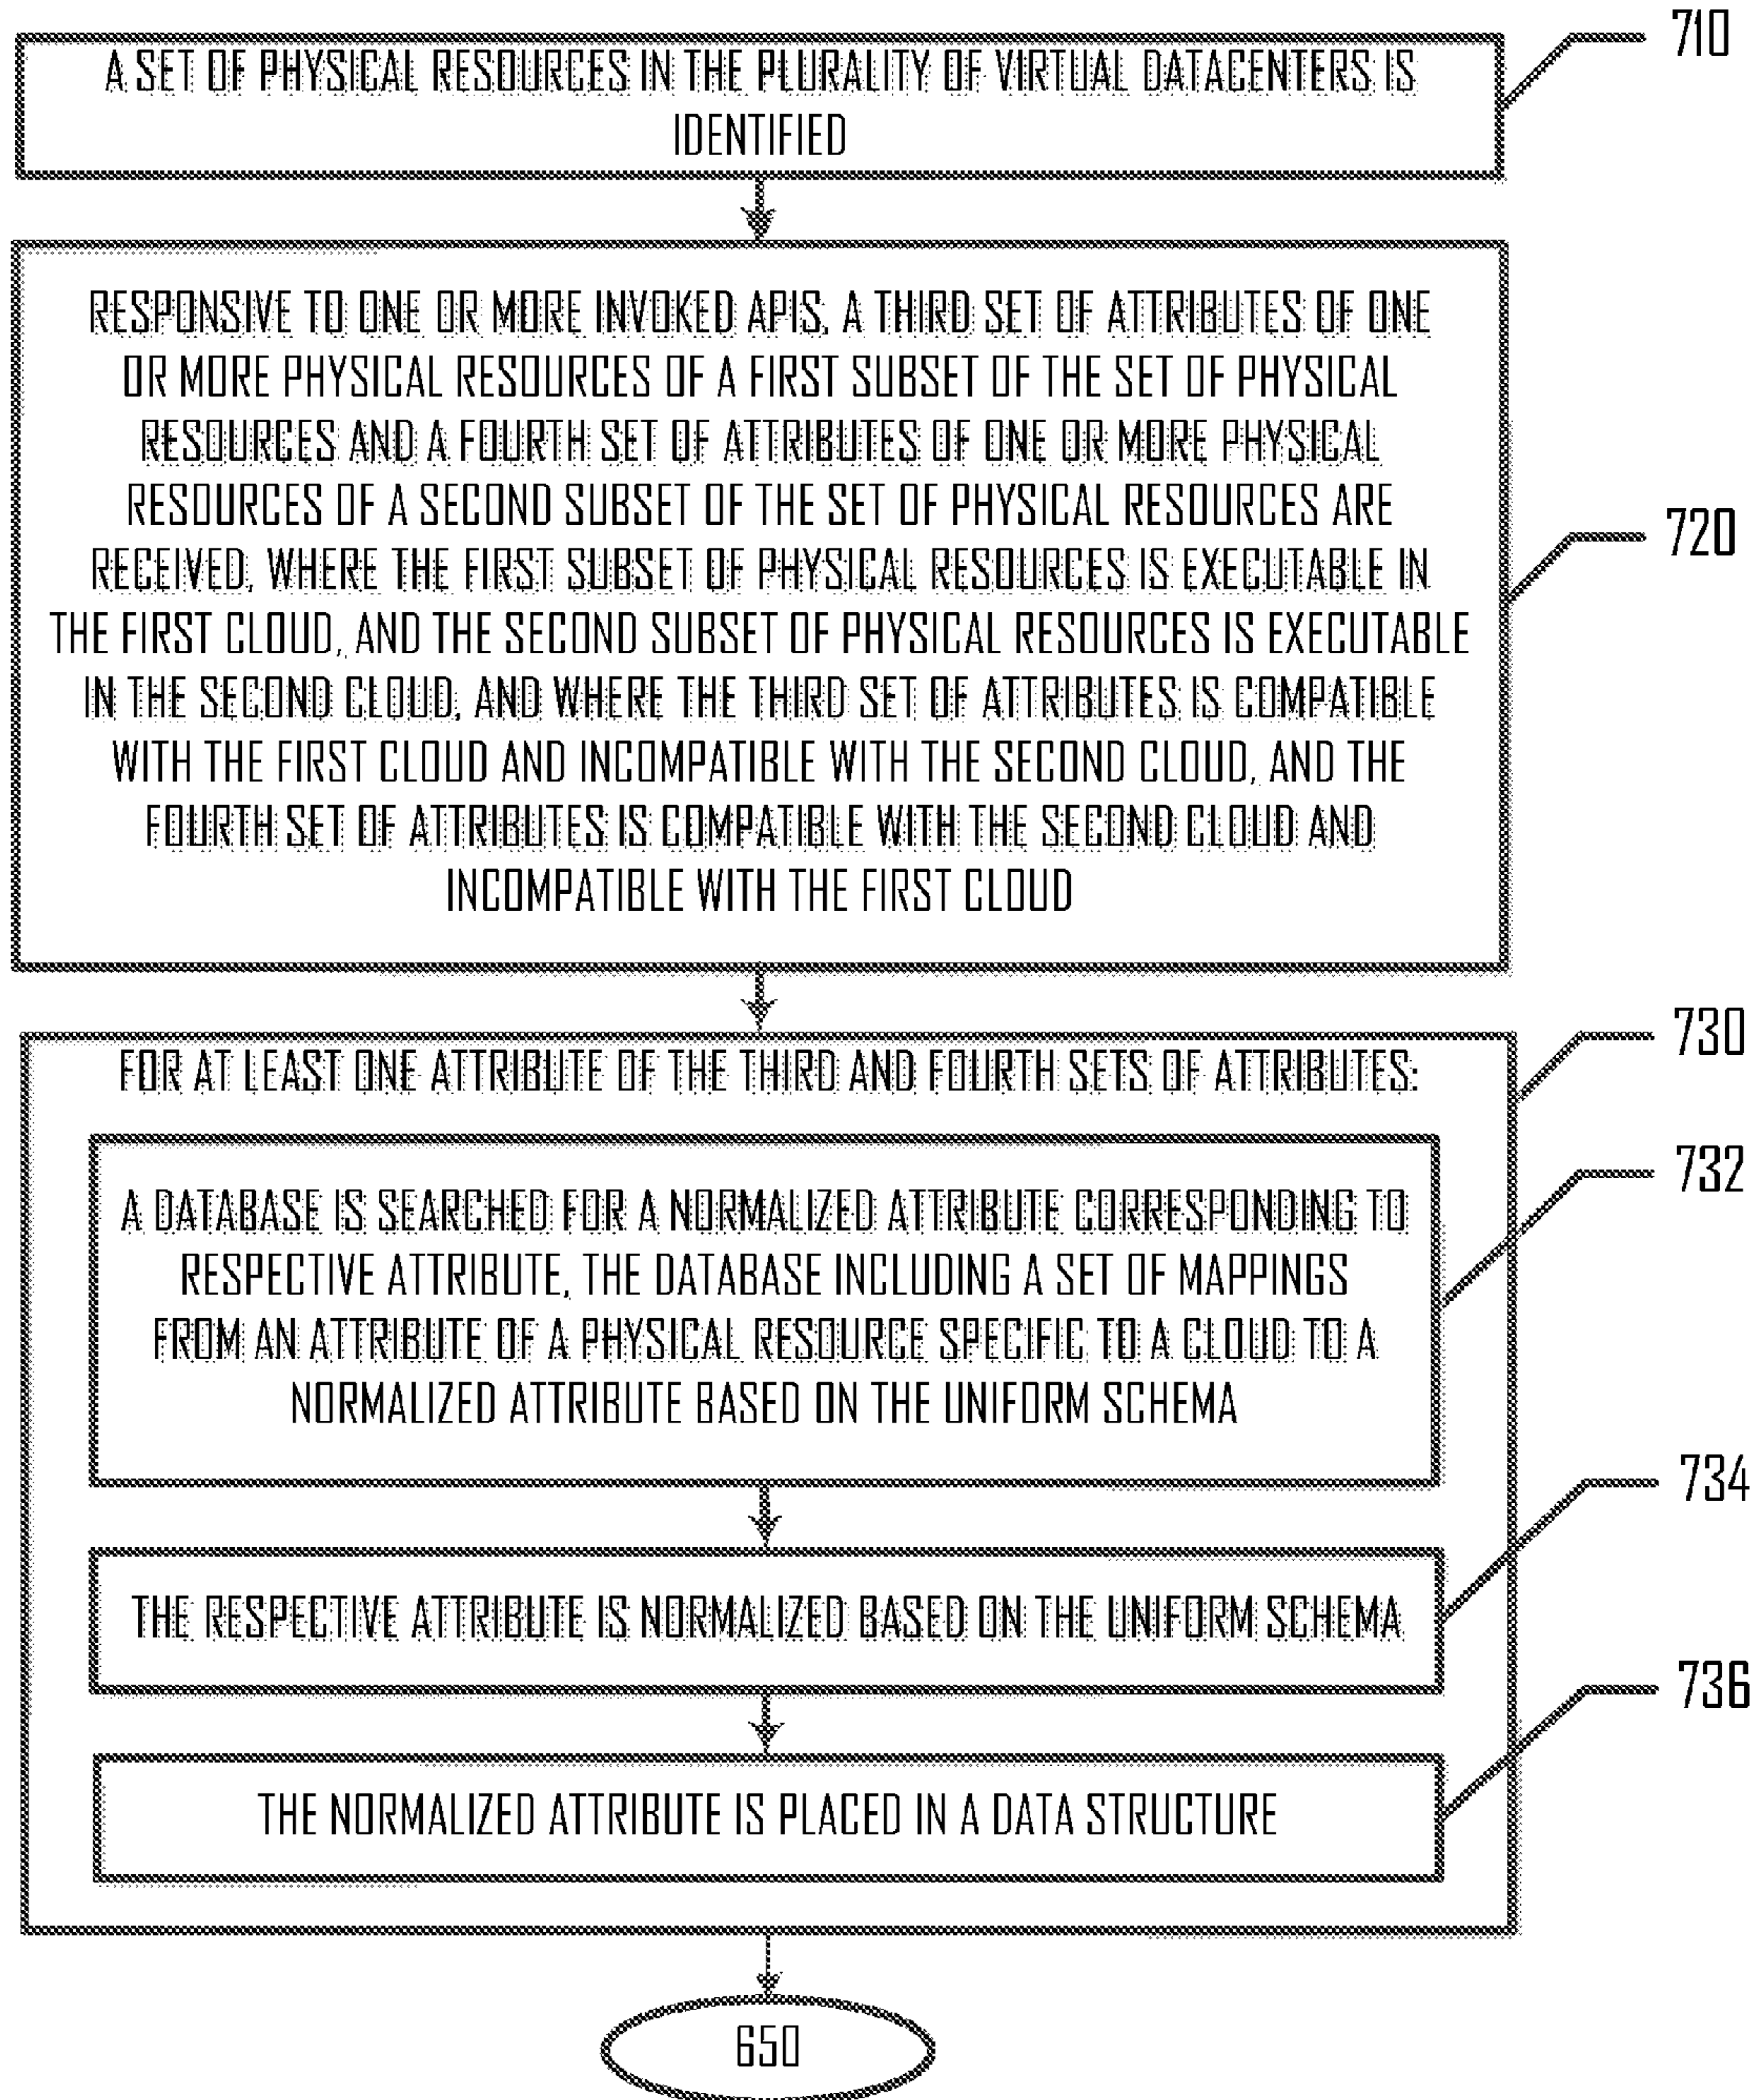 A SET OF PHYSICAL RESOURCES IN THE PLURALITY OF VIRTUAL DATACENTERS IS
IDENTIFIED
710
RESPONSIVE TO ONE OR MORE INVOKED APIS, A THIRD SET OF ATTRIBUTES OF ONE
OR MORE PHYSICAL RESOURCES OF A FIRST SUBSET OF THE SET OF PHYSICAL
RESOURCES AND A FOURTH SET OF ATTRIBUTES OF ONE OR MORE PHYSICAL
RESOURCES OF A SECOND SUBSET OF THE SET OF PHYSICAL RESOURCES ARE
RECEIVED, WHERE THE FIRST SUBSET OF PHYSICAL RESOURCES IS EXECUTABLE IN
THE FIRST CLOUD, AND THE SECOND SUBSET OF PHYSICAL RESOURCES IS EXECUTABLE
IN THE SECOND CLOUD, AND WHERE THE THIRD SET OF ATTRIBUTES IS COMPATIBLE
WITH THE FIRST CLOUD AND INCOMPATIBLE WITH THE SECOND CLOUD, AND THE
FOURTH SET OF ATTRIBUTES IS COMPATIBLE WITH THE SECOND CLOUD AND
INCOMPATIBLE WITH THE FIRST CLOUD
720
FOR AT LEAST ONE ATTRIBUTE OF THE THIRD AND FOURTH SETS OF ATTRIBUTES:
730
A DATABASE IS SEARCHED FOR A NORMALIZED ATTRIBUTE CORRESPONDING TO
RESPECTIVE ATTRIBUTE, THE DATABASE INCLUDING A SET OF MAPPINGS
FROM AN ATTRIBUTE OF A PHYSICAL RESOURCE SPECIFIC TO A CLOUD TO A
NORMALIZED ATTRIBUTE BASED ON THE UNIFORM SCHEMA
732
THE RESPECTIVE ATTRIBUTE IS NORMALIZED BASED ON THE UNIFORM SCHEMA
734
THE NORMALIZED ATTRIBUTE IS PLACED IN A DATA STRUCTURE
736
650